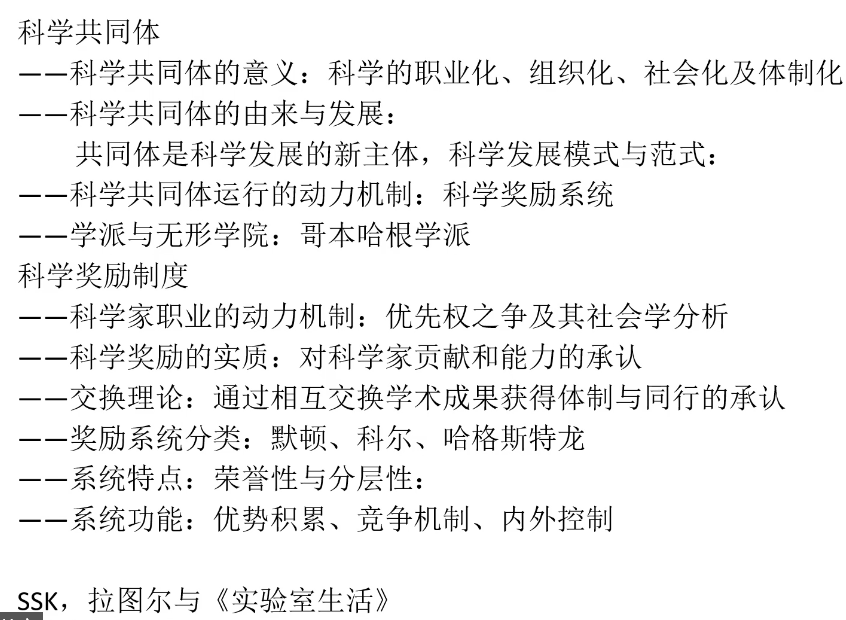 科学共同体
——科学共同体的意义：科学的职业化、组织化、社会化及体制化
——科学共同体的由来与发展：
共同体是科学发展的新主体，科学发展模式与范式：
——科学共同体运行的动力机制：科学奖励系统
——学派与无形学院：哥本哈根学派
科学奖励制度
——科学家职业的动力机制：优先权之争及其社会学分析
——科学奖励的实质：对科学家贡献和能力的承认
——交换理论：通过相互交换学术成果获得体制与同行的承认
——奖励系统分类：默顿、科尔、哈格斯特龙
——系统特点：荣誉性与分层性：
——系统功能：优势积累、竞争机制、内外控制
SSK，拉图尔与《实验室生活》